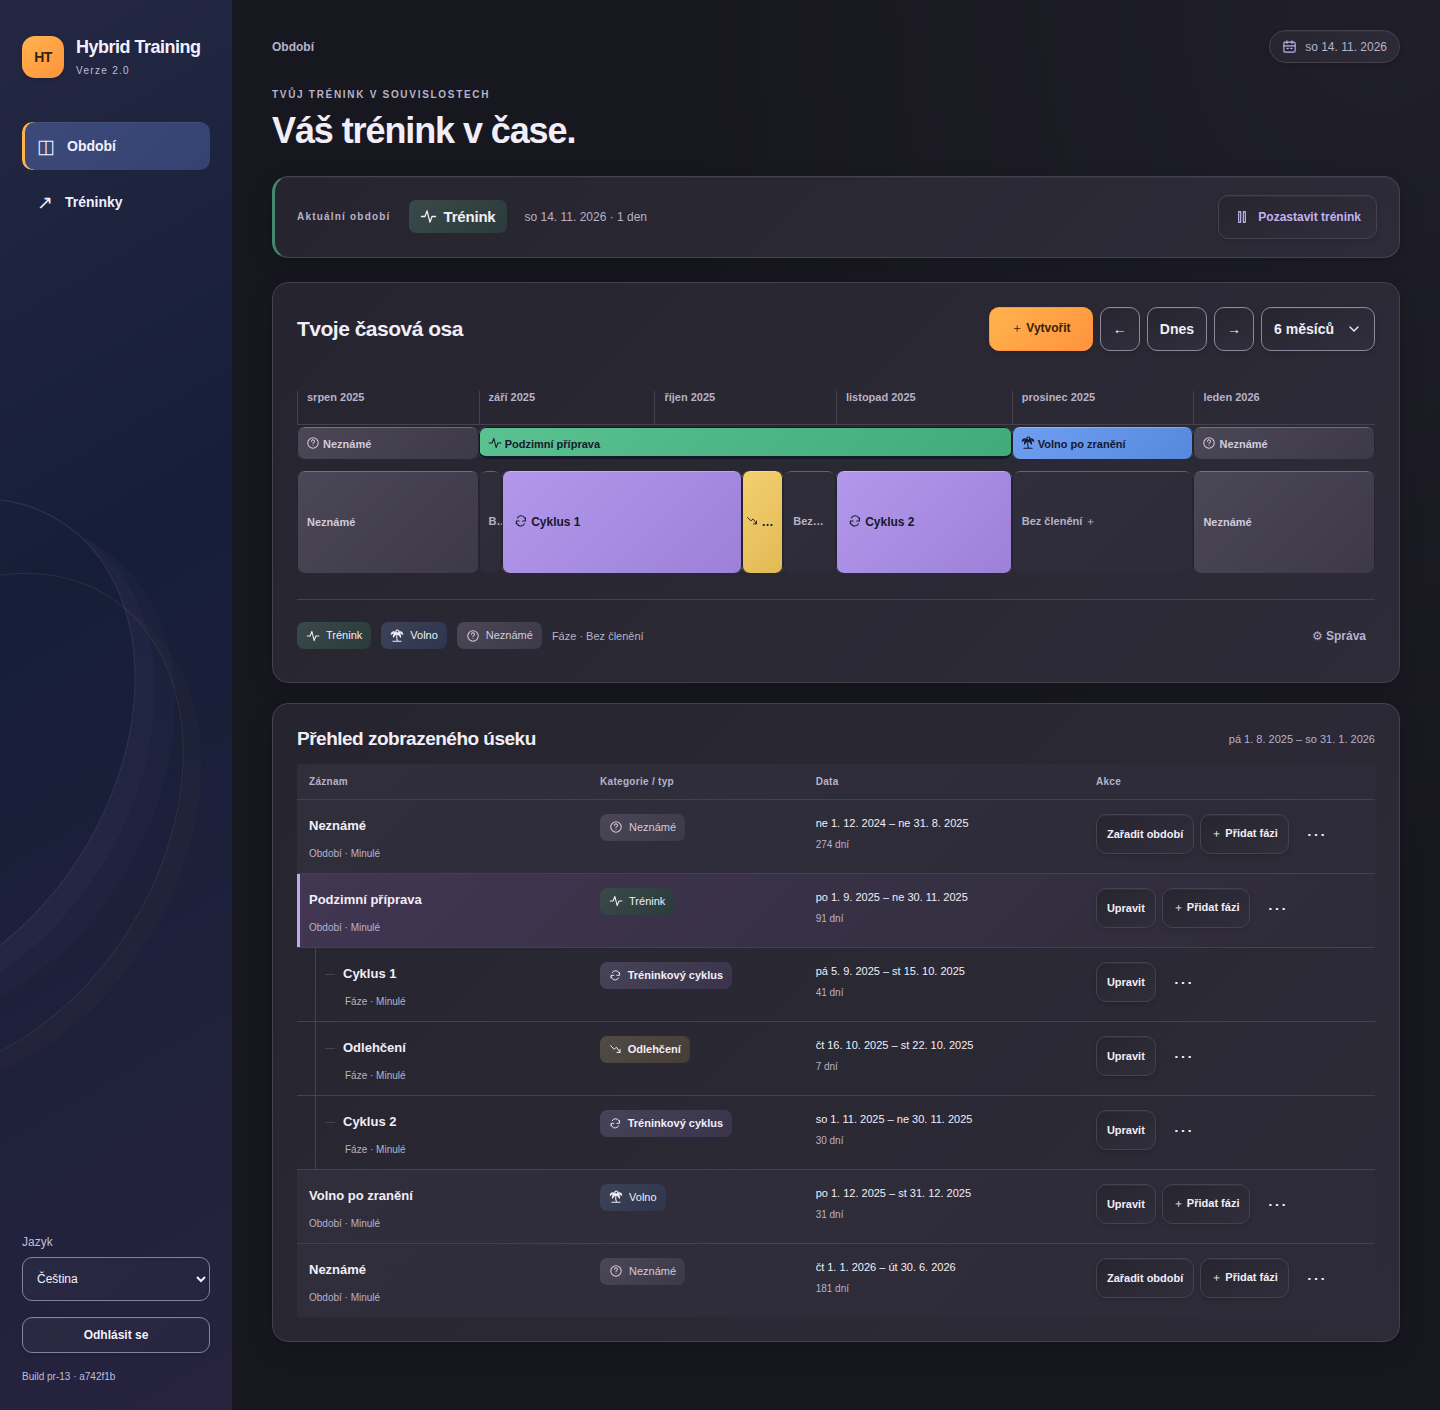 HT
Hybrid Training
Verze 2.0
Období
Tréninky
Jazyk
Čeština
Odhlásit se
Build pr-13 · a742f1b
Období
so 14. 11. 2026
TVŮJ TRÉNINK V SOUVISLOSTECH
Váš trénink v čase.
Aktuální období
Trénink
so 14. 11. 2026 · 1 den
Pozastavit trénink
Tvoje časová osa
+ Vytvořit
←
Dnes
→
6 měsíců
srpen 2025
září 2025
říjen 2025
listopad 2025
prosinec 2025
leden 2026
Neznámé
Podzimní příprava
Volno po zranění
Neznámé
Neznámé
B...
Cyklus 1
...
Bez...
Cyklus 2
Bez členění +
Neznámé
Trénink
Volno
Neznámé
Fáze · Bez členění
⚙ Správa
Přehled zobrazeného úseku
pá 1. 8. 2025 – so 31. 1. 2026
Záznam Kategorie / typ Data Akce
Neznámé
Období · Minulé
Neznámé
ne 1. 12. 2024 – ne 31. 8. 2025
274 dní
Zařadit období
+ Přidat fázi
...
Podzimní příprava
Období · Minulé
Trénink
po 1. 9. 2025 – ne 30. 11. 2025
91 dní
Upravit
+ Přidat fázi
...
— Cyklus 1
Fáze · Minulé
Tréninkový cyklus
pá 5. 9. 2025 – st 15. 10. 2025
41 dní
Upravit
...
— Odlehčení
Fáze · Minulé
Odlehčení
čt 16. 10. 2025 – st 22. 10. 2025
7 dní
Upravit
...
— Cyklus 2
Fáze · Minulé
Tréninkový cyklus
so 1. 11. 2025 – ne 30. 11. 2025
30 dní
Upravit
...
Volno po zranění
Období · Minulé
Volno
po 1. 12. 2025 – st 31. 12. 2025
31 dní
Upravit
+ Přidat fázi
...
Neznámé
Období · Minulé
Neznámé
čt 1. 1. 2026 – út 30. 6. 2026
181 dní
Zařadit období
+ Přidat fázi
...